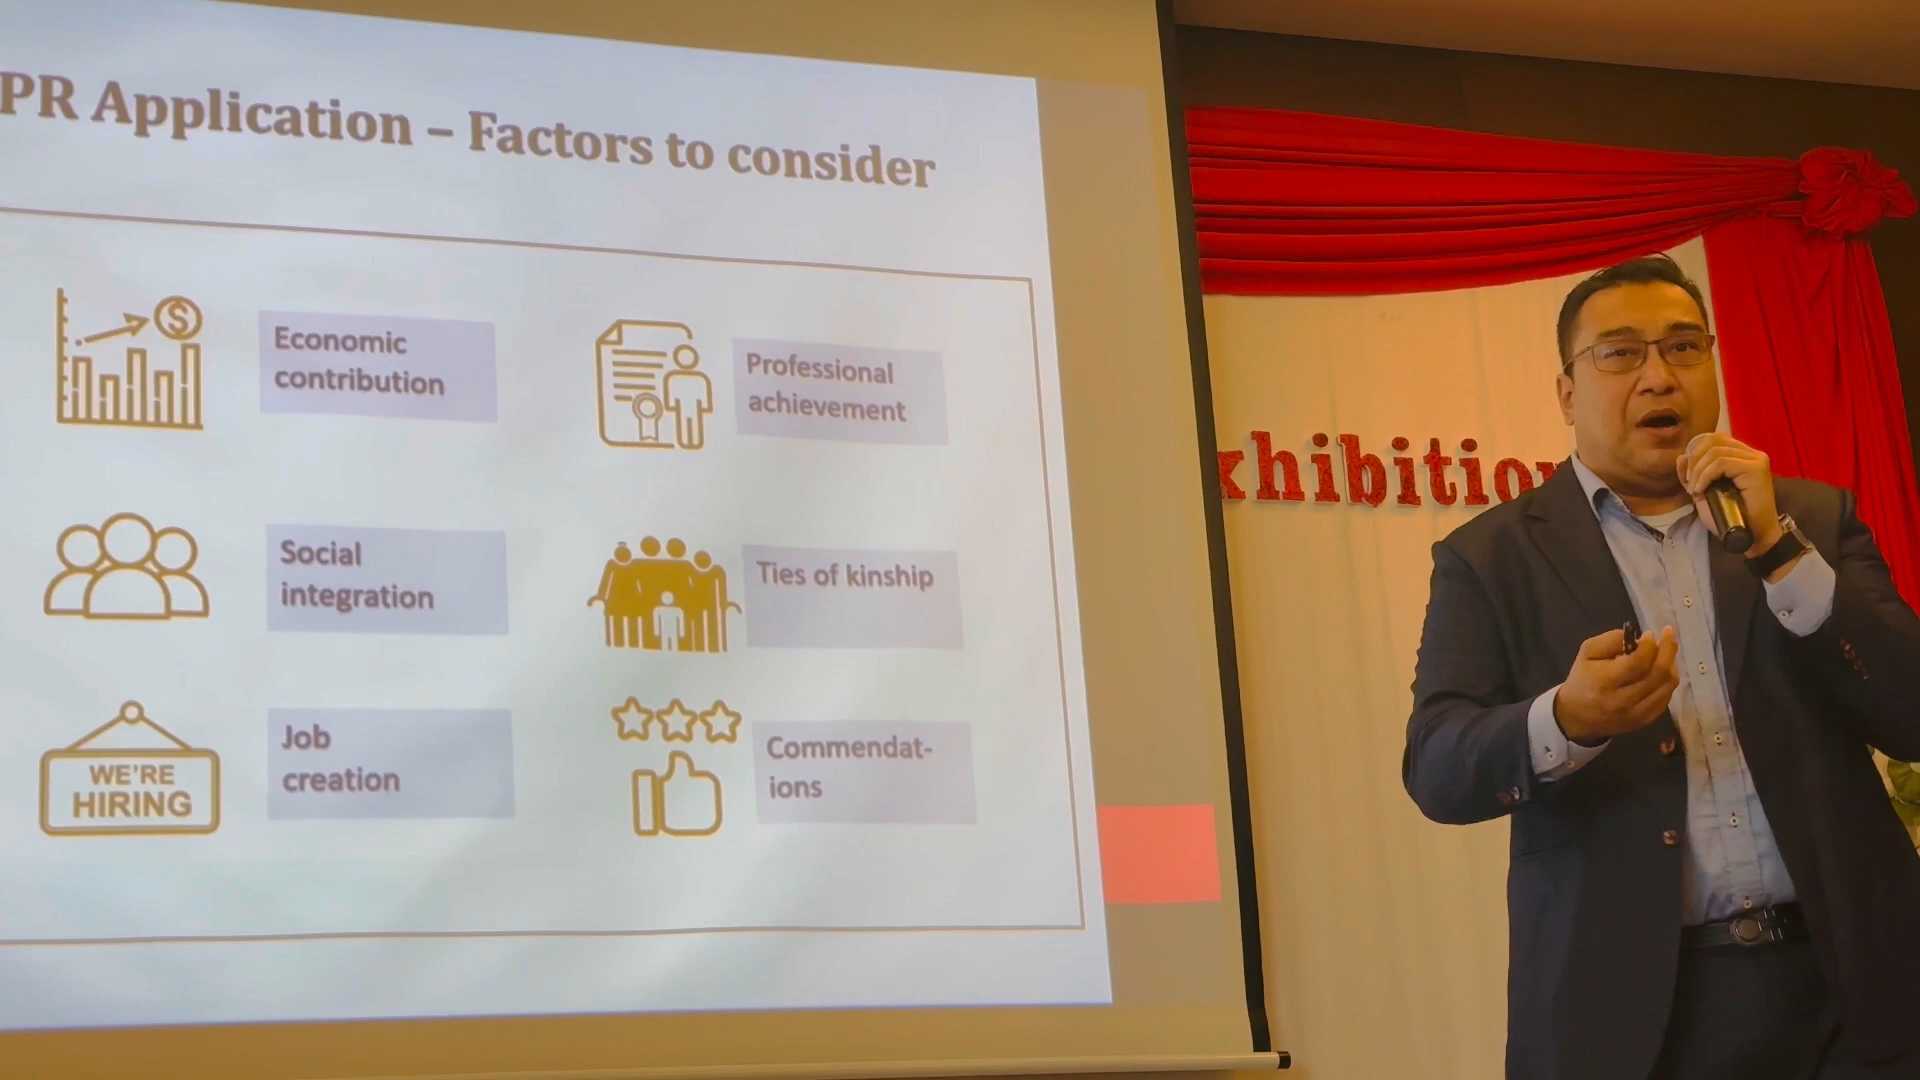 PR Application – Factors to consider
Economic
contribution
Professional
achievement
Social
integration
Ties of kinship
WE'RE
HIRING
Job
creation
Commendat-
ions
$
xhibition